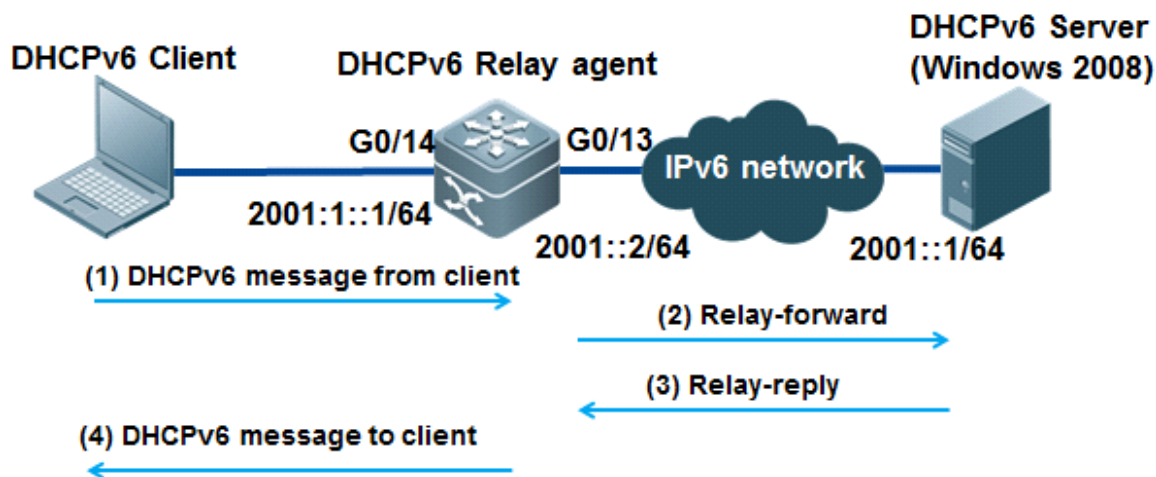 DHCPv6 Server
(Windows 2008)
DHCPv6 Client
DHCPv6 Relay agent
G0/14
G0/13
IPv6 network
2001:1::1/64
2001::2/64
2001::1/64
(1) DHCPv6 message from client
(2) Relay-forward
(3) Relay-reply
(4) DHCPv6 message to client